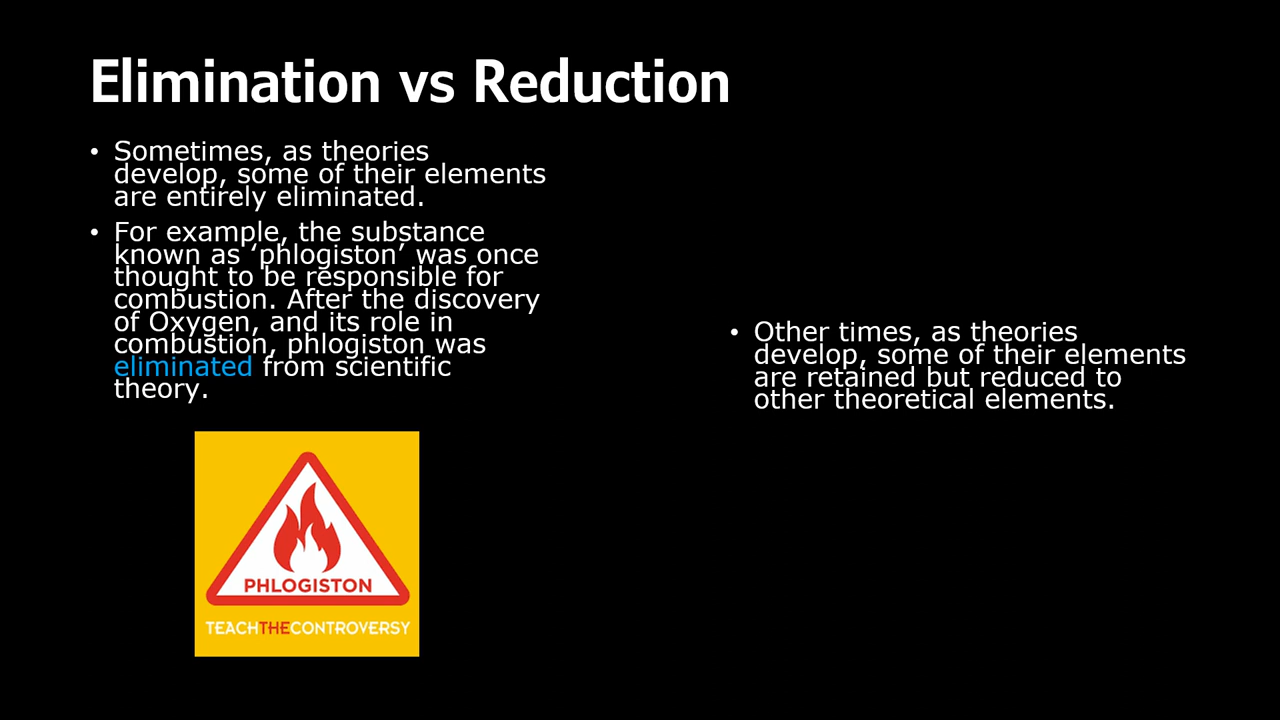 Elimination vs Reduction
• Sometimes, as theories
develop, some of their elements
are entirely eliminated.
• For example, the substance
known as ‘phlogiston’ was once
thought to be responsible for
combustion. After the discovery
of Oxygen, and its role in
combustion, phlogiston was
eliminated from scientific
theory.
PHLOGISTON
TEACHTHECONTROVERSY
• Other times, as theories
develop, some of their elements
are retained but reduced to
other theoretical elements.